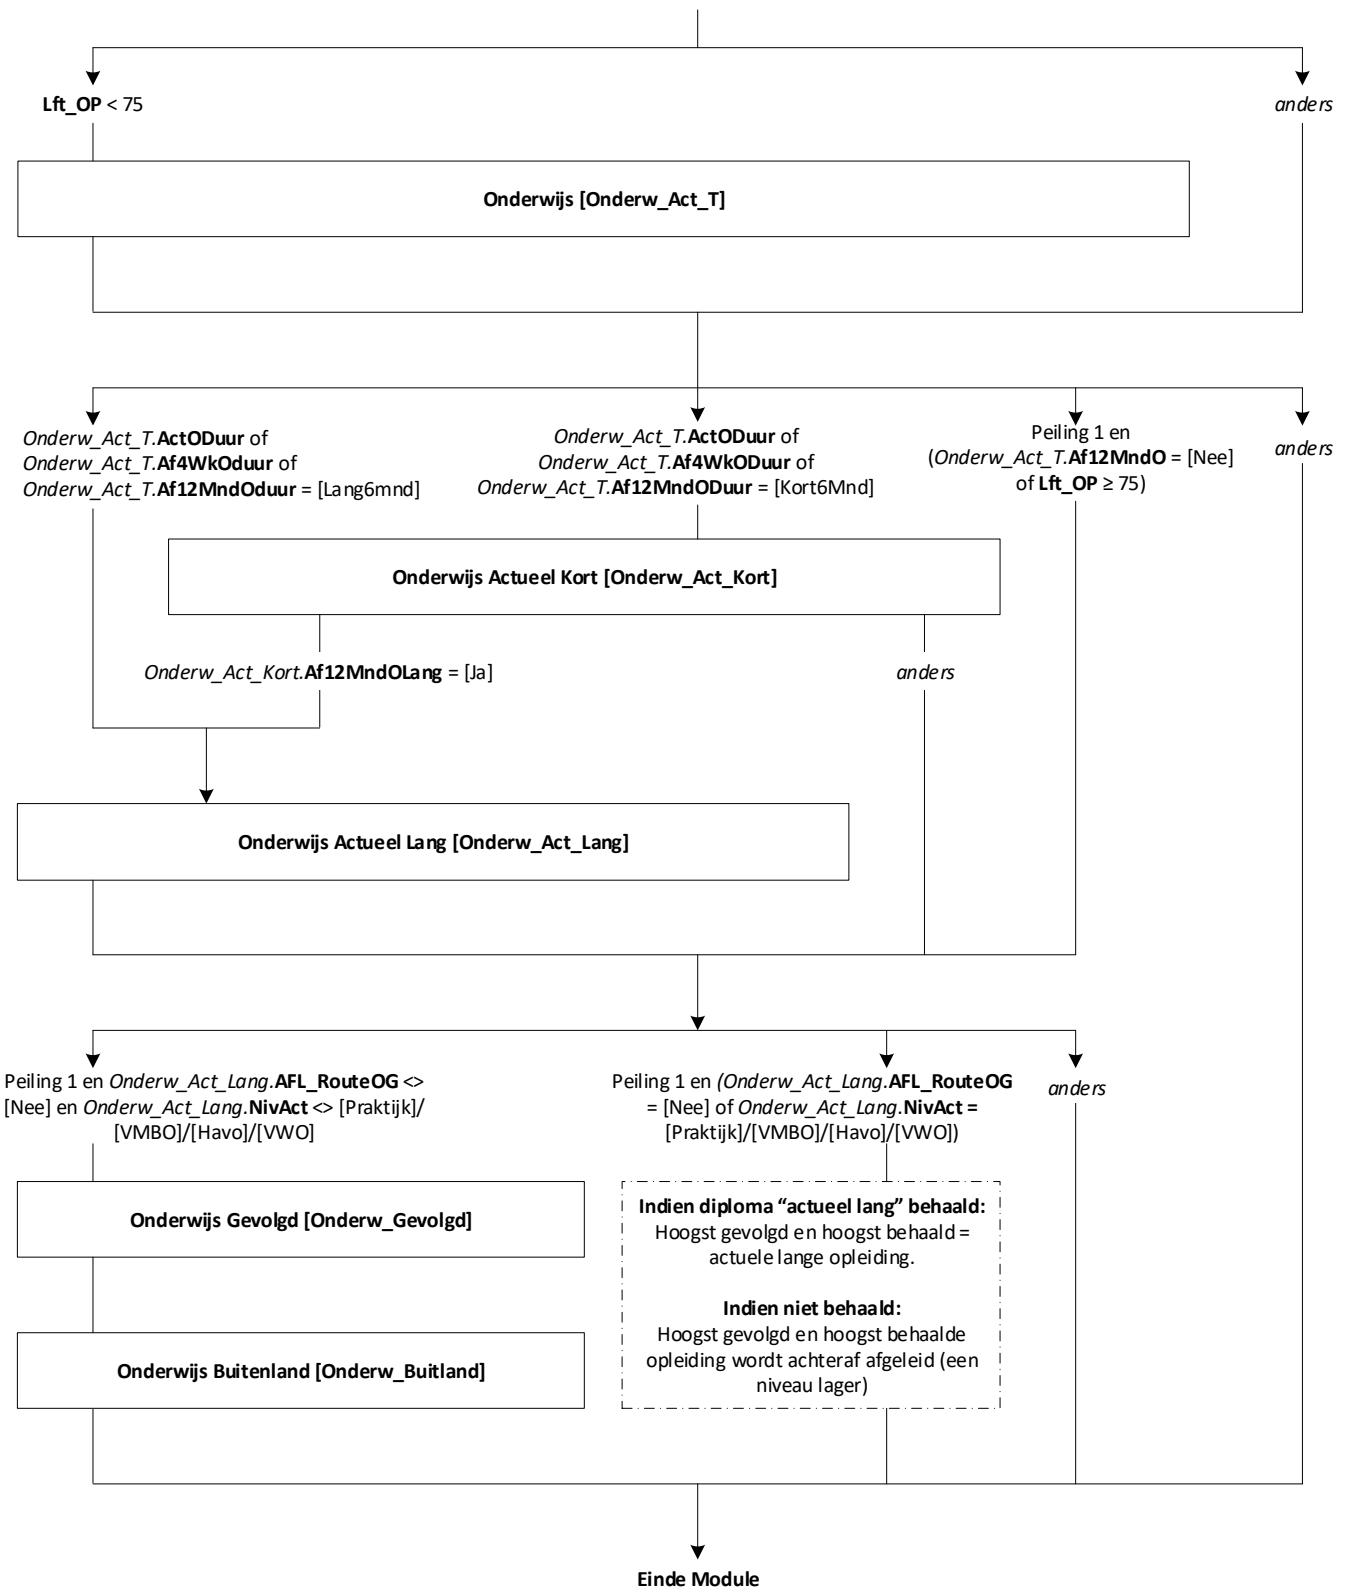 Lft_OP < 75
anders
Onderwijs [Onderw_Act_T]
Onderw_Act_T.ActODuur of
Onderw_Act_T.Af4WkOduur of
Onderw_Act_T.Af12MndOduur = [Lang6mnd]
Onderw_Act_T.ActODuur of
Onderw_Act_T.Af4WkODuur of
Onderw_Act_T.Af12MndODuur = [Kort6Mnd]
Peiling 1 en
(Onderw_Act_T.Af12MndO = [Nee]
of Lft_OP ≥ 75)
anders
Onderwijs Actueel Kort [Onderw_Act_Kort]
Onderw_Act_Kort.Af12MndOLang = [Ja]
anders
Onderwijs Actueel Lang [Onderw_Act_Lang]
Peiling 1 en Onderw_Act_Lang.AFL_RouteOG <>
[Nee] en Onderw_Act_Lang.NivAct <> [Praktijk]/
[VMBO]/[Havo]/[VWO]
Peiling 1 en (Onderw_Act_Lang.AFL_RouteOG
= [Nee] of Onderw_Act_Lang.NivAct =
[Praktijk]/[VMBO]/[Havo]/[VWO])
anders
Onderwijs Gevolgd [Onderw_Gevolgd]
Onderwijs Buitenland [Onderw_Buitland]
Indien diploma “actueel lang” behaald:
Hoogst gevolgd en hoogst behaald =
actuele lange opleiding.
Indien niet behaald:
Hoogst gevolgd en hoogst behaalde
opleiding wordt achteraf afgeleid (een
niveau lager)
Einde Module